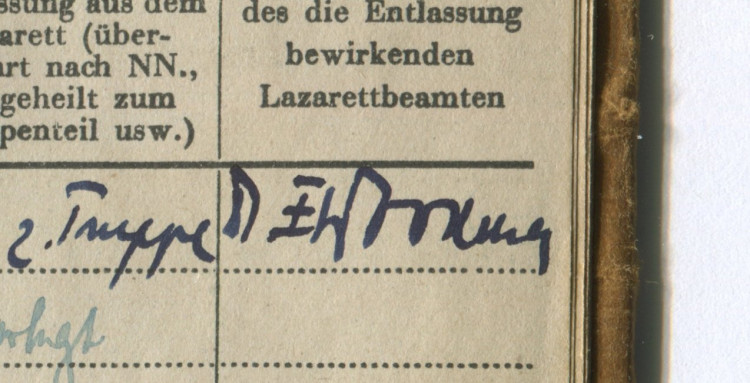 ssung aus dem
arett (über-
rt nach NN.,
geheilt zum
penteil usw.)
des die Entlassung
bewirkenden
Lazarettbeamten
z. Truppe